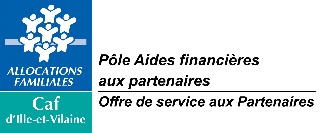 ALLOCATIONS
FAMILIALES
Caf
d'Ille-et-Vilaine
Pôle Aides financières
aux partenaires
Offre de service aux Partenaires